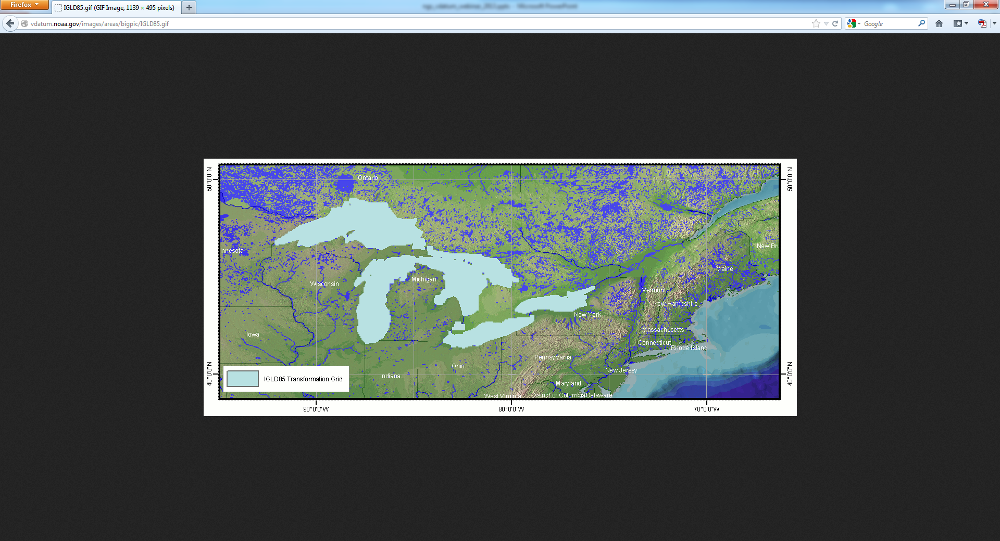 Firefox
IGLD85.gif (GIF Image, 1139 × 495 pixels)
vdatum.noaa.gov/images/areas/bigpic/IGLD85.gif
Google
50°0'0"N
50°0'0"N
Ontario
New Bru
innesota
Maine
Michigan
Wisconsin
Vermont
New Hampshire
New York
Massachusetts
Iowa
Connecticut
Rhode Island
Pennsylvania
Ohio
New Jersey
40°0'0"N
40°0'0"N
Indiana
IGLD85 Transformation Grid
Maryland
West Virginia
District of Columbia
Delaware
90°0'0"W
80°0'0"W
70°0'0"W